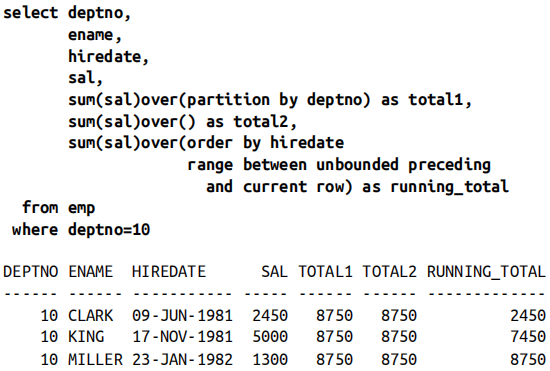 select deptno,
       ename,
       hiredate,
       sal,
       sum(sal)over(partition by deptno) as total1,
       sum(sal)over() as total2,
       sum(sal)over(order by hiredate
                    range between unbounded preceding
                      and current row) as running_total
  from emp
 where deptno=10

DEPTNO ENAME  HIREDATE      SAL TOTAL1 TOTAL2 RUNNING_TOTAL
------ ------ ----------- ----- ------ ------ -------------
    10 CLARK  09-JUN-1981  2450   8750   8750          2450
    10 KING   17-NOV-1981  5000   8750   8750          7450
    10 MILLER 23-JAN-1982  1300   8750   8750          8750